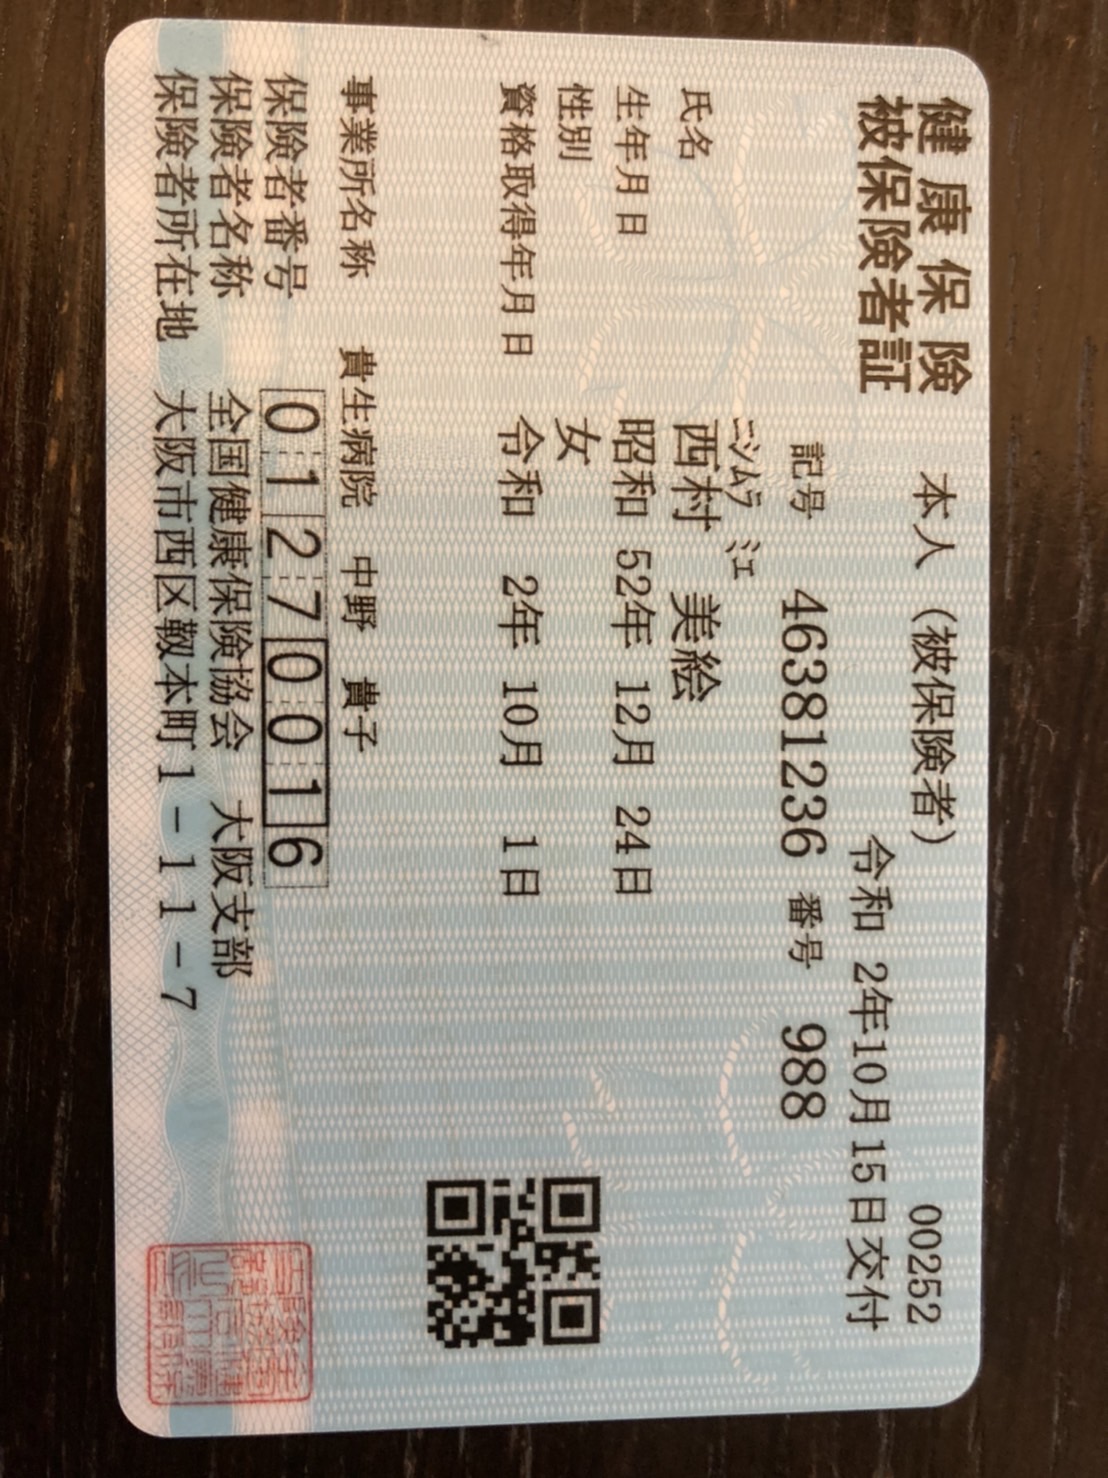 健康保険
被保険者証
本人（被保険者）
00252
令和 2年10月15日交付
記号 46381236 番号 988
ﾆｼﾑﾗ ﾐｴ
氏名 西村 美絵
生年月日 昭和 52年 12月 24日
性別 女
資格取得年月日 令和 2年 10月 1日
事業所名称 貴生病院 中野 貴子
保険者番号 01270016
保険者名称 全国健康保険協会 大阪支部
保険者所在地 大阪市西区靱本町1-11-7